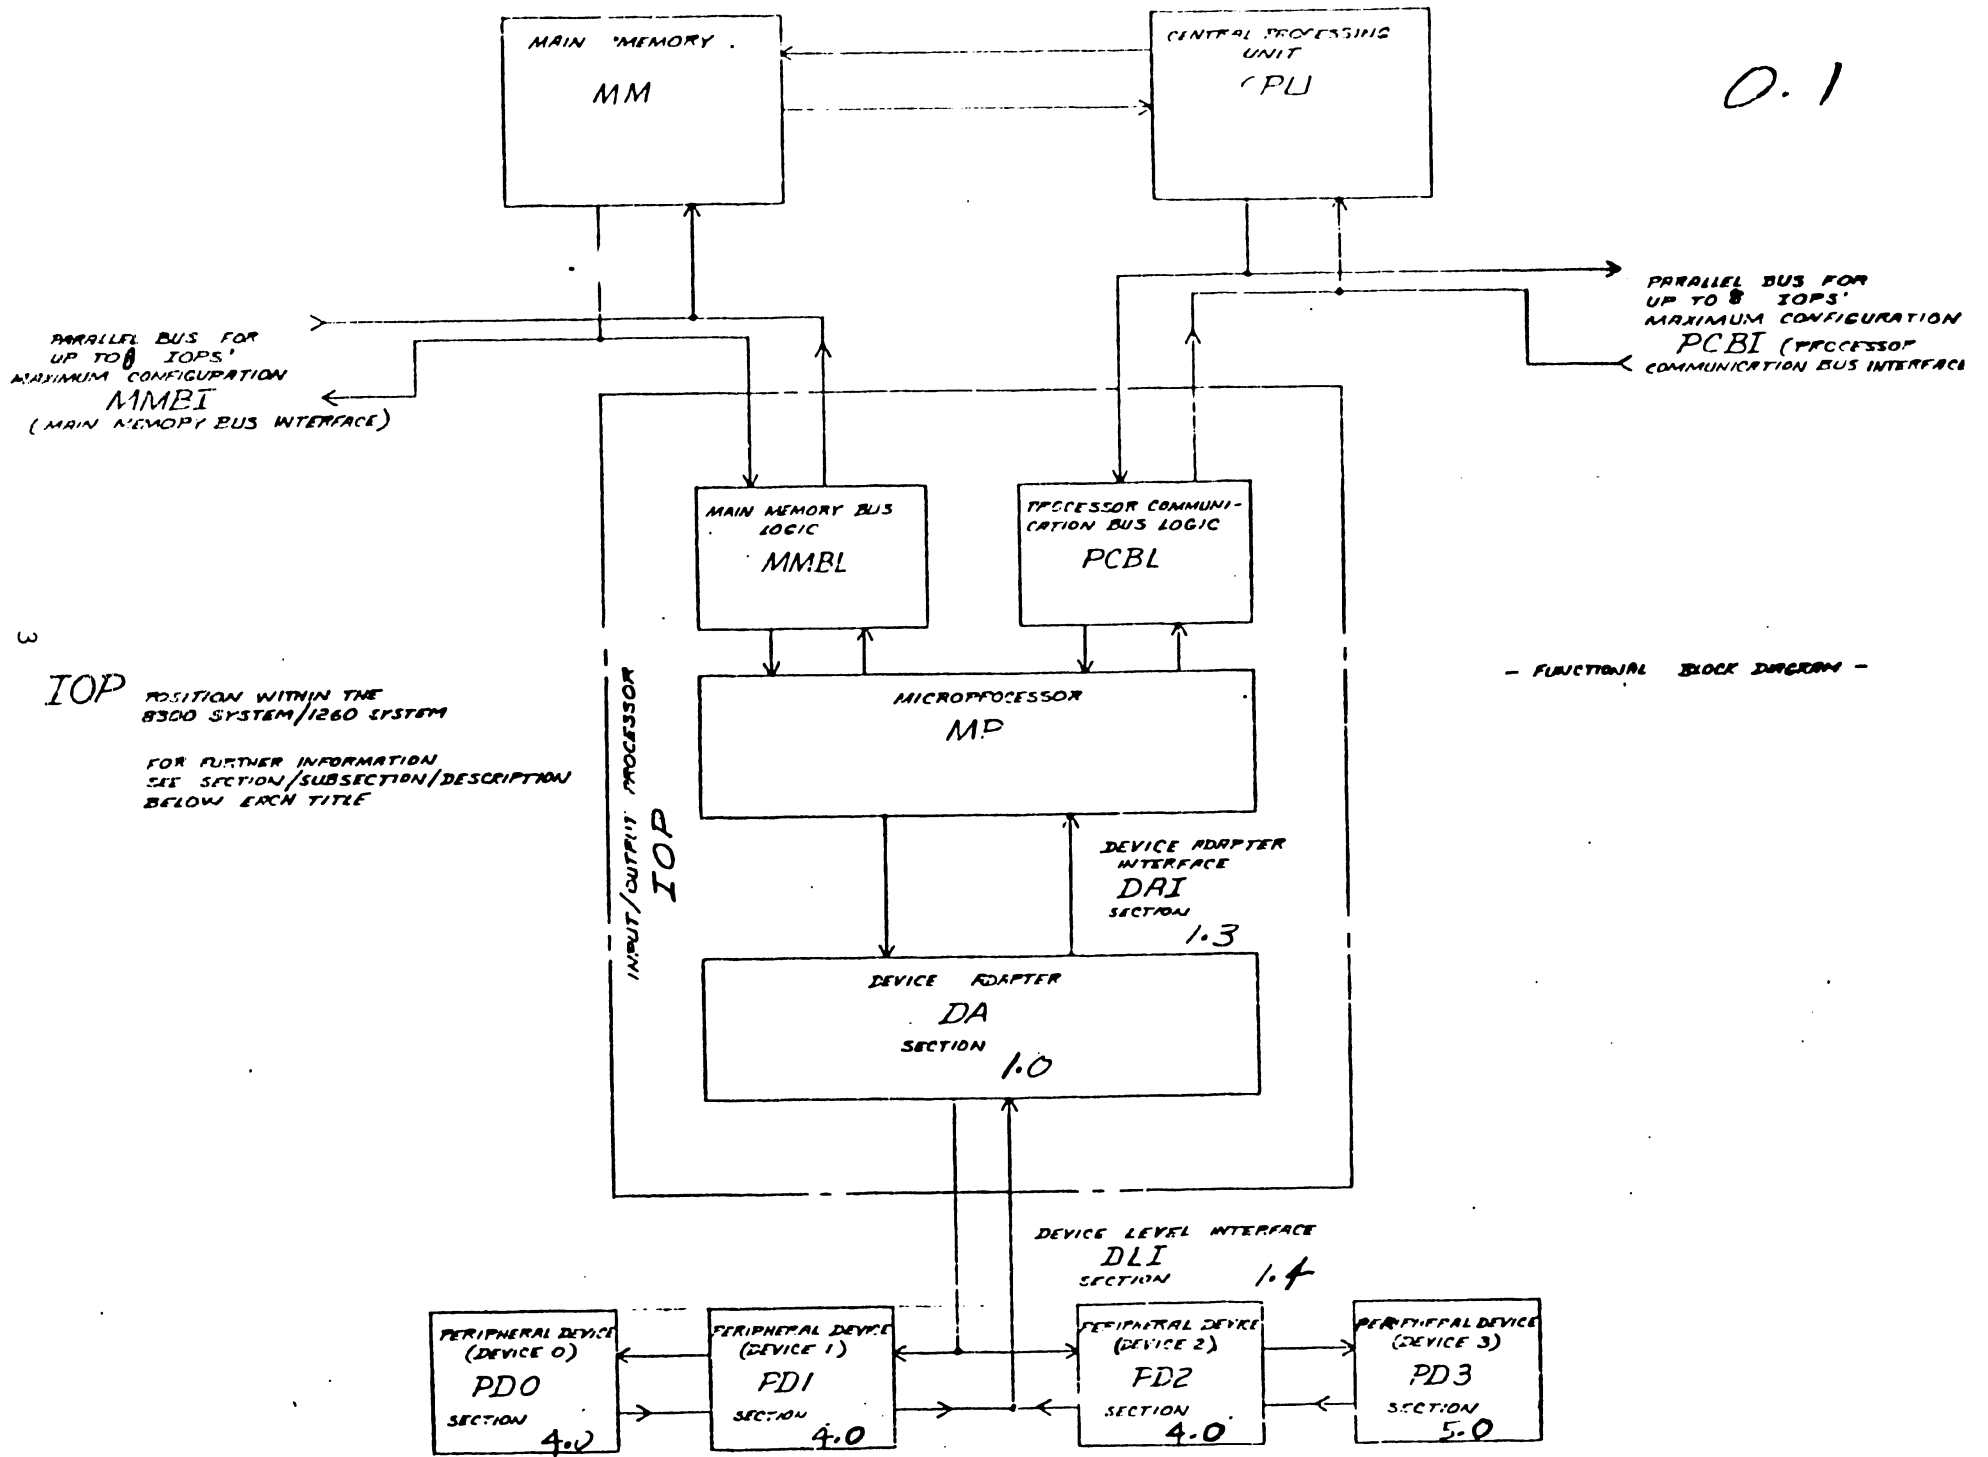 MAIN MEMORY
MM
CENTRAL PROCESSING
UNIT
CPU
0.1
PARALLEL BUS FOR
UP TO 8 IOPS'
MAXIMUM CONFIGURATION
MMBI
(MAIN MEMORY BUS INTERFACE)
PARALLEL BUS FOR
UP TO 8 IOPS'
MAXIMUM CONFIGURATION
PCBI (PROCESSOR
COMMUNICATION BUS INTERFACE
MAIN MEMORY BUS
LOGIC
MMBL
PROCESSOR COMMUNI-
CATION BUS LOGIC
PCBL
3
IOP POSITION WITHIN THE
8300 SYSTEM/1260 SYSTEM
FOR FURTHER INFORMATION
SEE SECTION/SUBSECTION/DESCRIPTION
BELOW EACH TITLE
- FUNCTIONAL BLOCK DIAGRAM -
INPUT/OUTPUT PROCESSOR
IOP
MICROPROCESSOR
MP
DEVICE ADAPTER
INTERFACE
DAI
SECTION
1.3
DEVICE ADAPTER
DA
SECTION
1.0
DEVICE LEVEL INTERFACE
DLI
SECTION 1.4
PERIPHERAL DEVICE
(DEVICE 0)
PD0
SECTION
4.0
PERIPHERAL DEVICE
(DEVICE 1)
PD1
SECTION
4.0
PERIPHERAL DEVICE
(DEVICE 2)
PD2
SECTION
4.0
PERIPHERAL DEVICE
(DEVICE 3)
PD3
SECTION
5.0